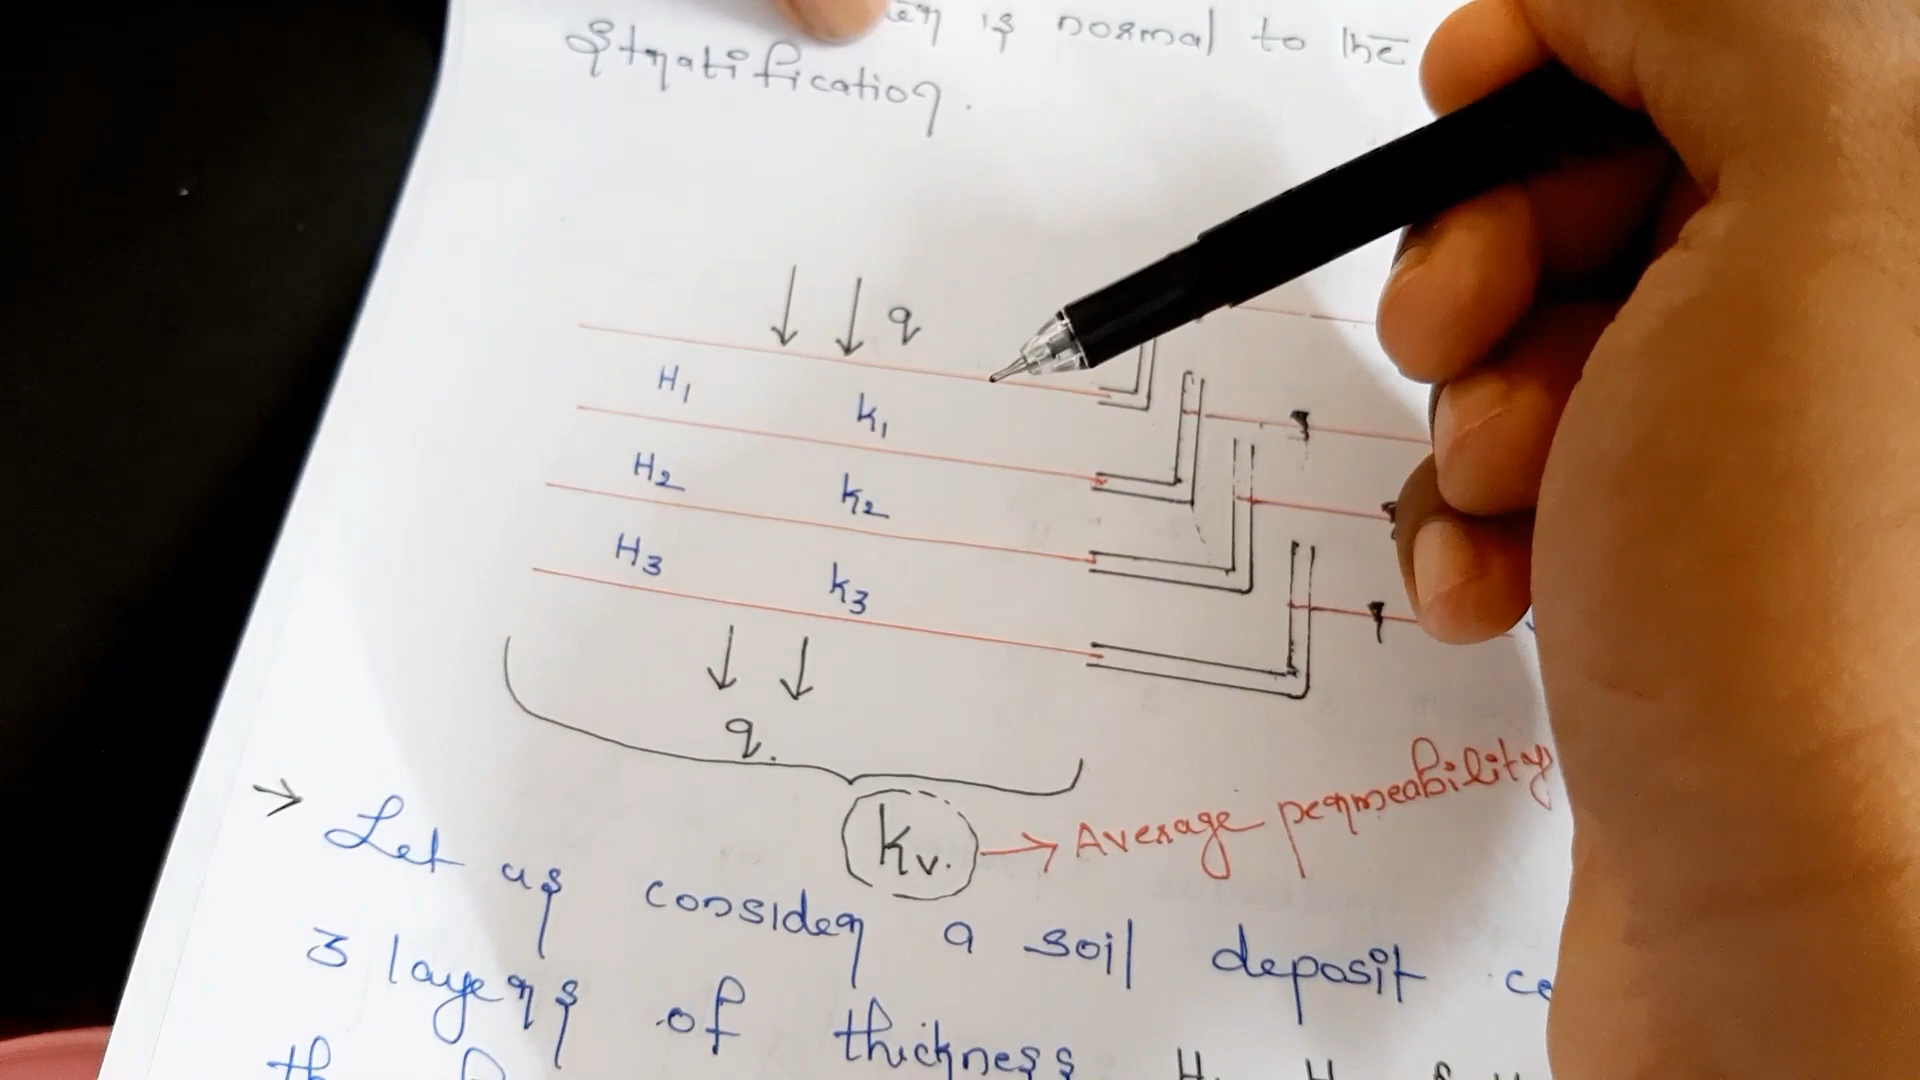 is normal to the
Stratification.
q
H1 k1
H2 k2
H3 k3
q.
kv. → Average permeability
→ Let us consider a soil deposit
3 layers of thickness